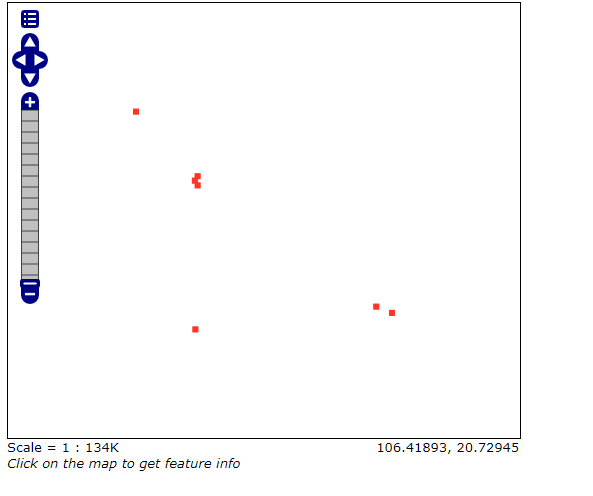 Scale = 1 : 134K
106.41893, 20.72945
Click on the map to get feature info